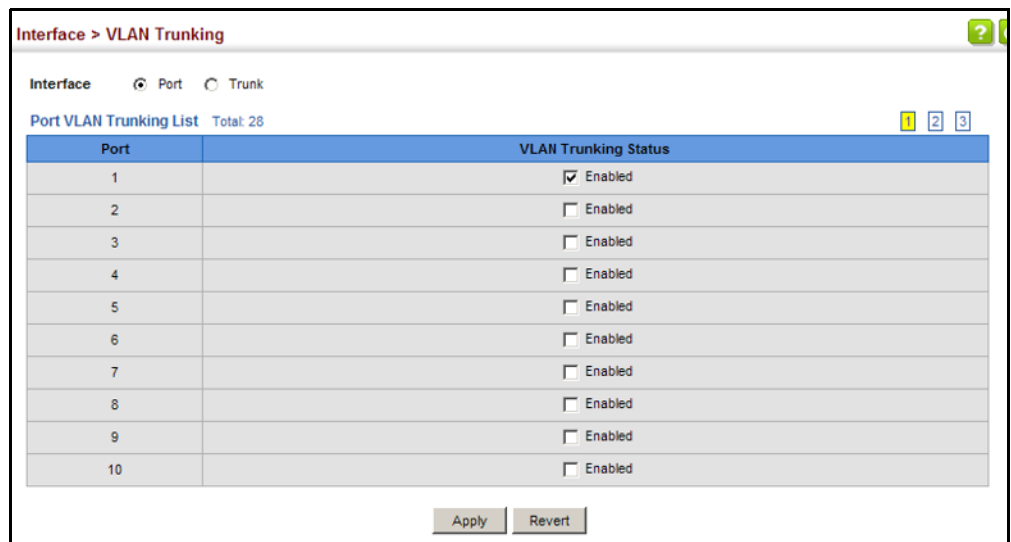 Interface > VLAN Trunking
?
Interface Port Trunk
Port VLAN Trunking List Total: 28 1 2 3
Port VLAN Trunking Status
1 Enabled
2 Enabled
3 Enabled
4 Enabled
5 Enabled
6 Enabled
7 Enabled
8 Enabled
9 Enabled
10 Enabled
Apply Revert